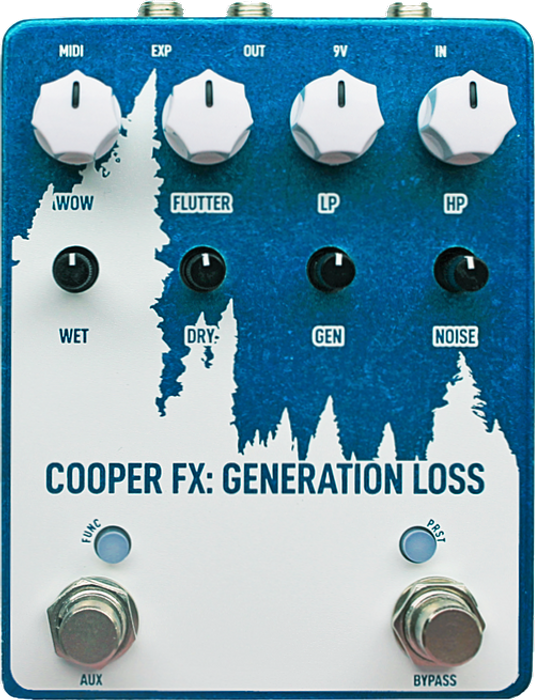 MIDI EXP OUT 9V IN
WOW FLUTTER LP HP
WET DRY GEN NOISE
COOPER FX: GENERATION LOSS
FUNC PRST
AUX BYPASS